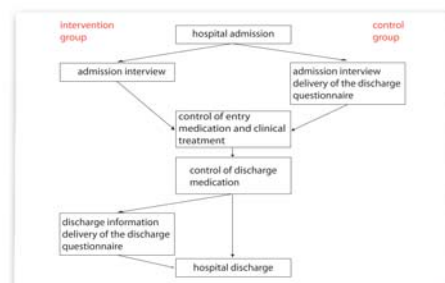 intervention
group
hospital admission
control
group
admission interview
admission interview
delivery of the discharge
questionnaire
control of entry
medication and clinical
treatment
control of discharge
medication
discharge information
delivery of the discharge
questionnaire
hospital discharge